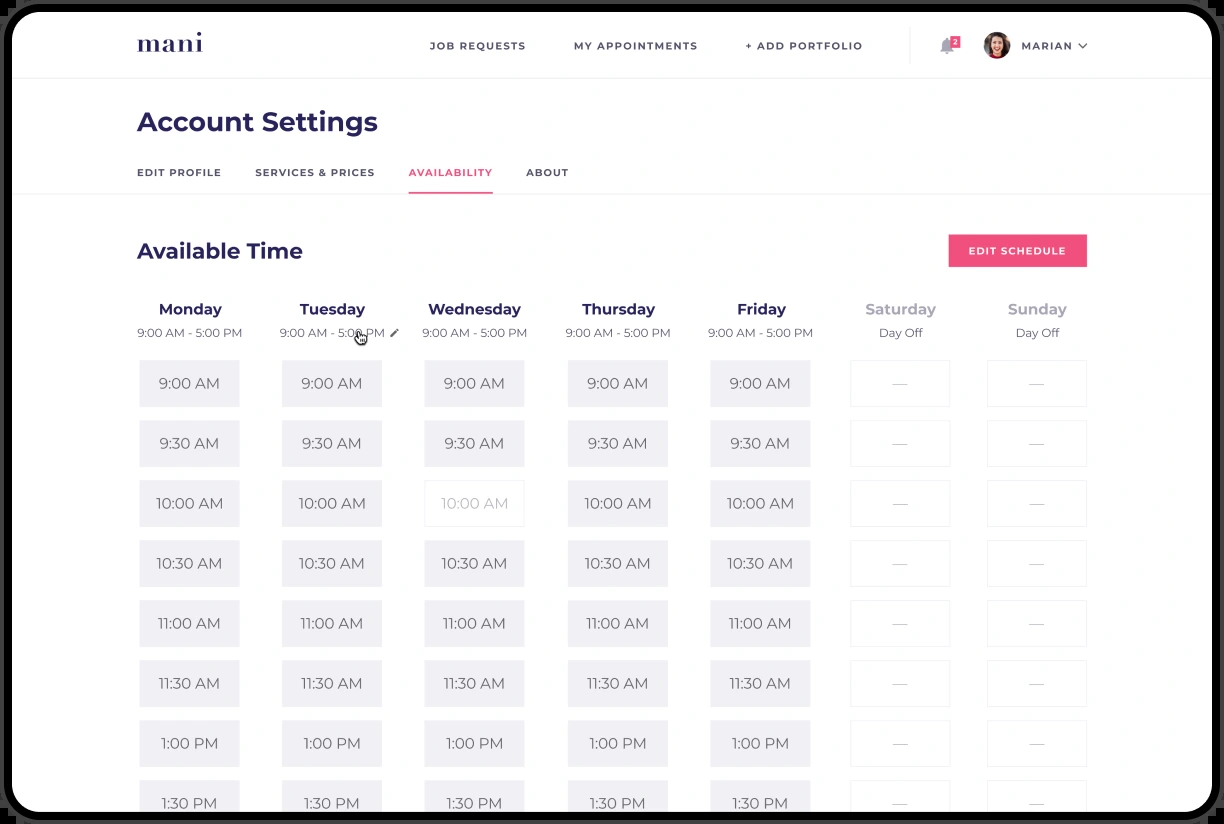 mani
JOB REQUESTS MY APPOINTMENTS + ADD PORTFOLIO 2 MARIAN
Account Settings
EDIT PROFILE SERVICES & PRICES AVAILABILITY ABOUT
Available Time EDIT SCHEDULE
Monday Tuesday Wednesday Thursday Friday Saturday Sunday
9:00 AM - 5:00 PM 9:00 AM - 5:00 PM 9:00 AM - 5:00 PM 9:00 AM - 5:00 PM 9:00 AM - 5:00 PM Day Off Day Off
9:00 AM 9:00 AM 9:00 AM 9:00 AM 9:00 AM — —
9:30 AM 9:30 AM 9:30 AM 9:30 AM 9:30 AM — —
10:00 AM 10:00 AM 10:00 AM 10:00 AM 10:00 AM — —
10:30 AM 10:30 AM 10:30 AM 10:30 AM 10:30 AM — —
11:00 AM 11:00 AM 11:00 AM 11:00 AM 11:00 AM — —
11:30 AM 11:30 AM 11:30 AM 11:30 AM 11:30 AM — —
1:00 PM 1:00 PM 1:00 PM 1:00 PM 1:00 PM — —
1:30 PM 1:30 PM 1:30 PM 1:30 PM 1:30 PM — —